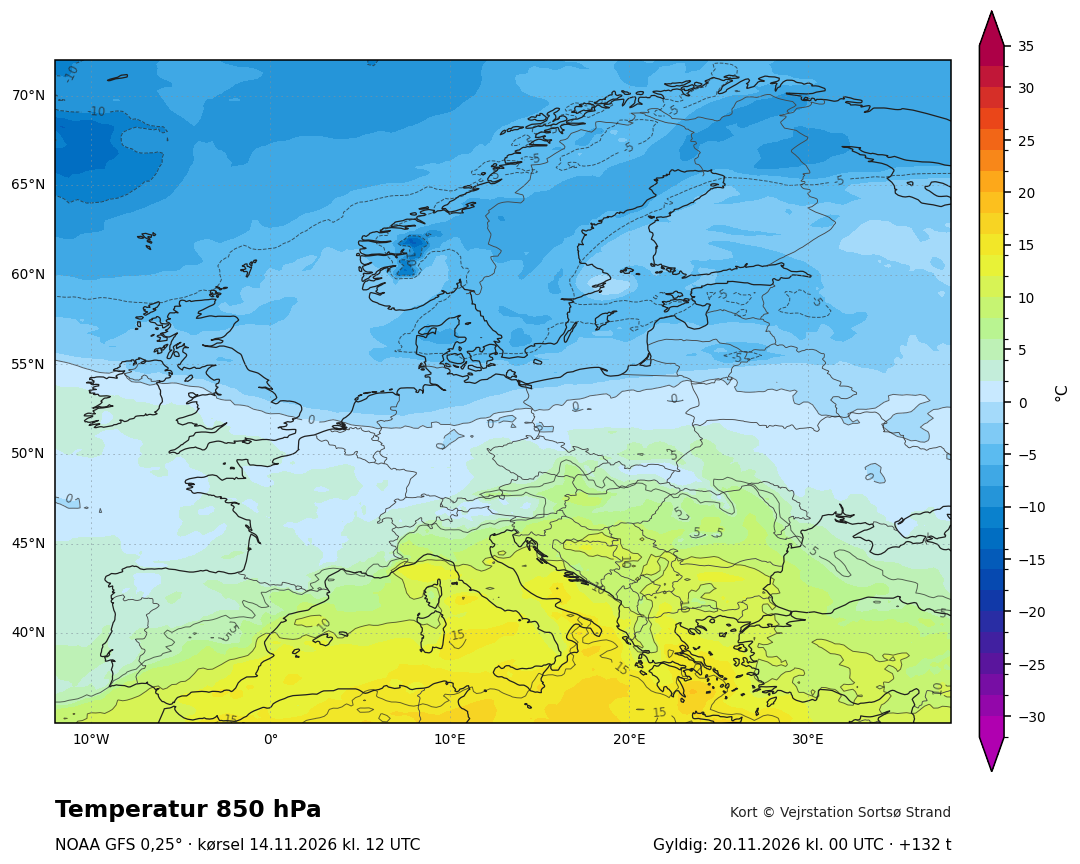 70°N
65°N
60°N
55°N
50°N
45°N
40°N
10°W
0°
10°E
20°E
30°E
35
30
25
20
15
10
5
0
−5
−10
−15
−20
−25
−30
°C
Temperatur 850 hPa
Kort © Vejrstation Sortsø Strand
NOAA GFS 0,25° · kørsel 14.11.2026 kl. 12 UTC
Gyldig: 20.11.2026 kl. 00 UTC · +132 t